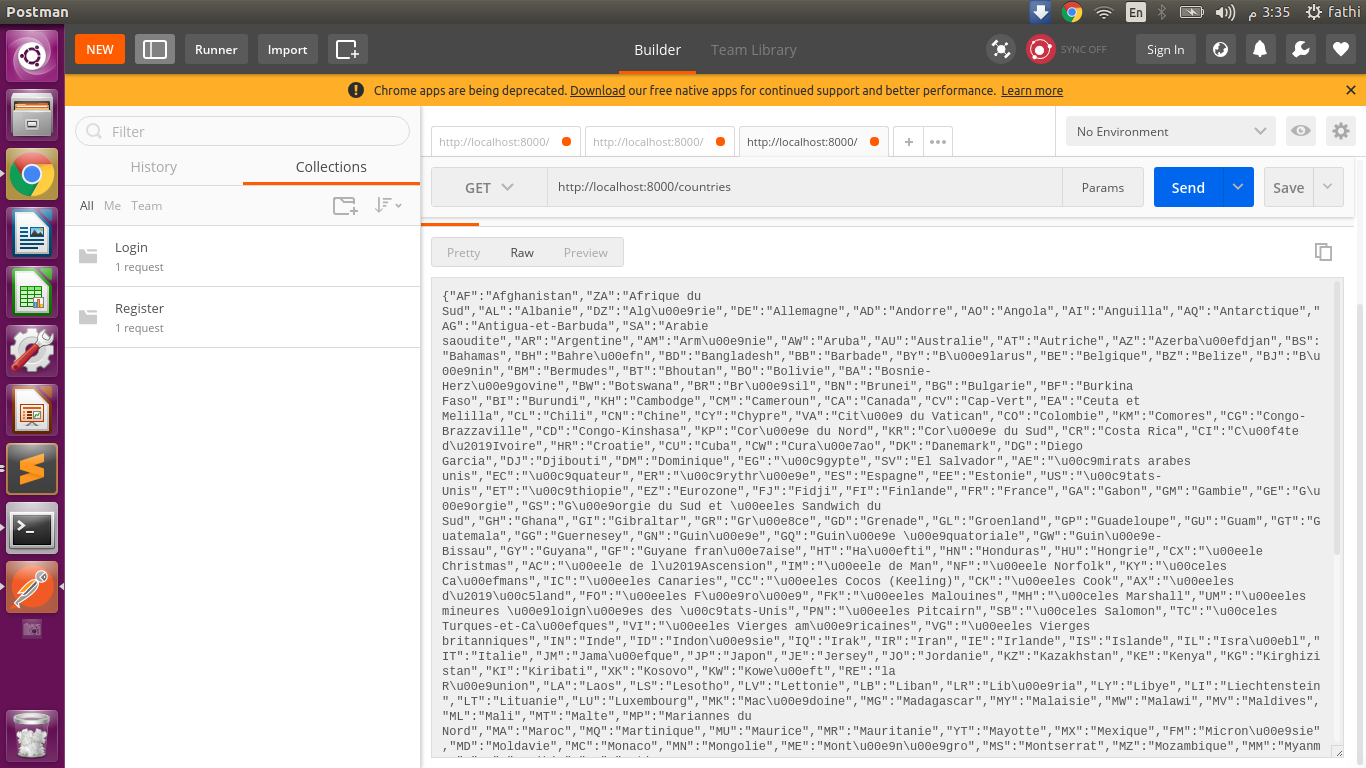 Postman
En
3:35 م
fathi
NEW
Runner
Import
Builder
Team Library
SYNC OFF
Sign In
Chrome apps are being deprecated. Download our free native apps for continued support and better performance. Learn more
Filter
History
Collections
All Me Team
Login
1 request
Register
1 request
http://localhost:8000/
http://localhost:8000/
http://localhost:8000/
No Environment
GET
http://localhost:8000/countries
Params
Send
Save
Pretty
Raw
Preview
{"AF":"Afghanistan","ZA":"Afrique du
Sud","AL":"Albanie","DZ":"Alg\u00e9rie","DE":"Allemagne","AD":"Andorre","AO":"Angola","AI":"Anguilla","AQ":"Antarctique","
AG":"Antigua-et-Barbuda","SA":"Arabie
saoudite","AR":"Argentine","AM":"Arm\u00e9nie","AW":"Aruba","AU":"Australie","AT":"Autriche","AZ":"Azerba\u00efdjan","BS":
"Bahamas","BH":"Bahre\u00efn","BD":"Bangladesh","BB":"Barbade","BY":"B\u00e9larus","BE":"Belgique","BZ":"Belize","BJ":"B\u
00e9nin","BM":"Bermudes","BT":"Bhoutan","BO":"Bolivie","BA":"Bosnie-
Herz\u00e9govine","BW":"Botswana","BR":"Br\u00e9sil","BN":"Brunei","BG":"Bulgarie","BF":"Burkina
Faso","BI":"Burundi","KH":"Cambodge","CM":"Cameroun","CA":"Canada","CV":"Cap-Vert","EA":"Ceuta et
Melilla","CL":"Chili","CN":"Chine","CY":"Chypre","VA":"Cit\u00e9 du Vatican","CO":"Colombie","KM":"Comores","CG":"Congo-
Brazzaville","CD":"Congo-Kinshasa","KP":"Cor\u00e9e du Nord","KR":"Cor\u00e9e du Sud","CR":"Costa Rica","CI":"C\u00f4te
d\u2019Ivoire","HR":"Croatie","CU":"Cuba","CW":"Cura\u00e7ao","DK":"Danemark","DG":"Diego
Garcia","DJ":"Djibouti","DM":"Dominique","EG":"\u00c9gypte","SV":"El Salvador","AE":"\u00c9mirats arabes
unis","EC":"\u00c9quateur","ER":"\u00c9rythr\u00e9e","ES":"Espagne","EE":"Estonie","US":"\u00c9tats-
Unis","ET":"\u00c9thiopie","EZ":"Eurozone","FJ":"Fidji","FI":"Finlande","FR":"France","GA":"Gabon","GM":"Gambie","GE":"G\u
00e9orgie","GS":"G\u00e9orgie du Sud et \u00eeles Sandwich du
Sud","GH":"Ghana","GI":"Gibraltar","GR":"Gr\u00e8ce","GD":"Grenade","GL":"Groenland","GP":"Guadeloupe","GU":"Guam","GT":"G
uatemala","GG":"Guernesey","GN":"Guin\u00e9e","GQ":"Guin\u00e9e \u00e9quatoriale","GW":"Guin\u00e9e-
Bissau","GY":"Guyana","GF":"Guyane fran\u00e7aise","HT":"Ha\u00efti","HN":"Honduras","HU":"Hongrie","CX":"\u00eele
Christmas","AC":"\u00eele de l\u2019Ascension","IM":"\u00eele de Man","NF":"\u00eele Norfolk","KY":"\u00celes
Ca\u00efmans","IC":"\u00eeles Canaries","CC":"\u00eeles Cocos (Keeling)","CK":"\u00eeles Cook","AX":"\u00eeles
d\u2019\u00c5land","FO":"\u00eeles F\u00e9ro\u00e9","FK":"\u00eeles Malouines","MH":"\u00celes Marshall","UM":"\u00eeles
mineures \u00e9loign\u00e9es des \u00c9tats-Unis","PN":"\u00eeles Pitcairn","SB":"\u00celes Salomon","TC":"\u00celes
Turques-et-Ca\u00efques","VI":"\u00eeles Vierges am\u00e9ricaines","VG":"\u00eeles Vierges
britanniques","IN":"Inde","ID":"Indon\u00e9sie","IQ":"Irak","IR":"Iran","IE":"Irlande","IS":"Islande","IL":"Isra\u00ebl","
IT":"Italie","JM":"Jama\u00efque","JP":"Japon","JE":"Jersey","JO":"Jordanie","KZ":"Kazakhstan","KE":"Kenya","KG":"Kirghizi
stan","KI":"Kiribati","XK":"Kosovo","KW":"Kowe\u00eft","RE":"la
R\u00e9union","LA":"Laos","LS":"Lesotho","LV":"Lettonie","LB":"Liban","LR":"Lib\u00e9ria","LY":"Libye","LI":"Liechtenstein
","LT":"Lituanie","LU":"Luxembourg","MK":"Mac\u00e9doine","MG":"Madagascar","MY":"Malaisie","MW":"Malawi","MV":"Maldives",
"ML":"Mali","MT":"Malte","MP":"Mariannes du
Nord","MA":"Maroc","MQ":"Martinique","MU":"Maurice","MR":"Mauritanie","YT":"Mayotte","MX":"Mexique","FM":"Micron\u00e9sie"
,"MD":"Moldavie","MC":"Monaco","MN":"Mongolie","ME":"Mont\u00e9n\u00e9gro","MS":"Montserrat","MZ":"Mozambique","MM":"Myanm